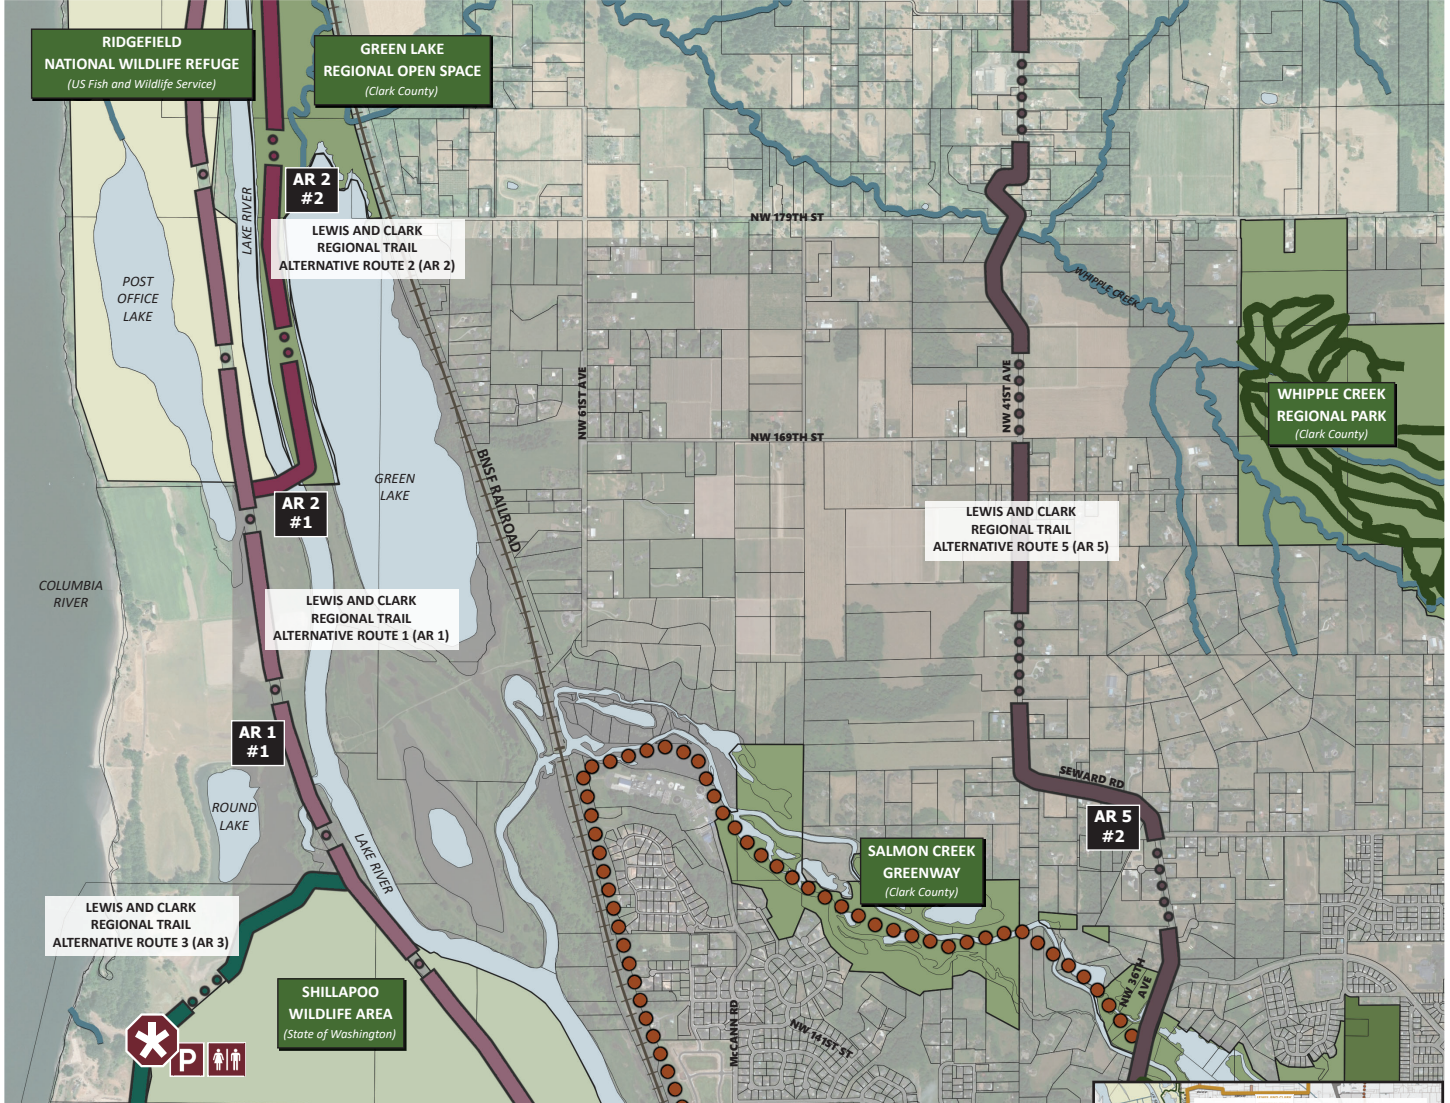 RIDGEFIELD
NATIONAL WILDLIFE REFUGE
(US Fish and Wildlife Service)
GREEN LAKE
REGIONAL OPEN SPACE
(Clark County)
AR 2
#2
LEWIS AND CLARK
REGIONAL TRAIL
ALTERNATIVE ROUTE 2 (AR 2)
LAKE RIVER
POST
OFFICE
LAKE
NW 179TH ST
WHIPPLE CREEK
NW 61ST AVE
NW 41ST AVE
WHIPPLE CREEK
REGIONAL PARK
(Clark County)
NW 169TH ST
BNSF RAILROAD
GREEN
LAKE
AR 2
#1
LEWIS AND CLARK
REGIONAL TRAIL
ALTERNATIVE ROUTE 5 (AR 5)
COLUMBIA
RIVER
LEWIS AND CLARK
REGIONAL TRAIL
ALTERNATIVE ROUTE 1 (AR 1)
AR 1
#1
SEWARD RD
ROUND
LAKE
AR 5
#2
LAKE RIVER
SALMON CREEK
GREENWAY
(Clark County)
LEWIS AND CLARK
REGIONAL TRAIL
ALTERNATIVE ROUTE 3 (AR 3)
NW 36TH
AVE
SHILLAPOO
WILDLIFE AREA
(State of Washington)
McCANN RD
NW 141ST ST
P